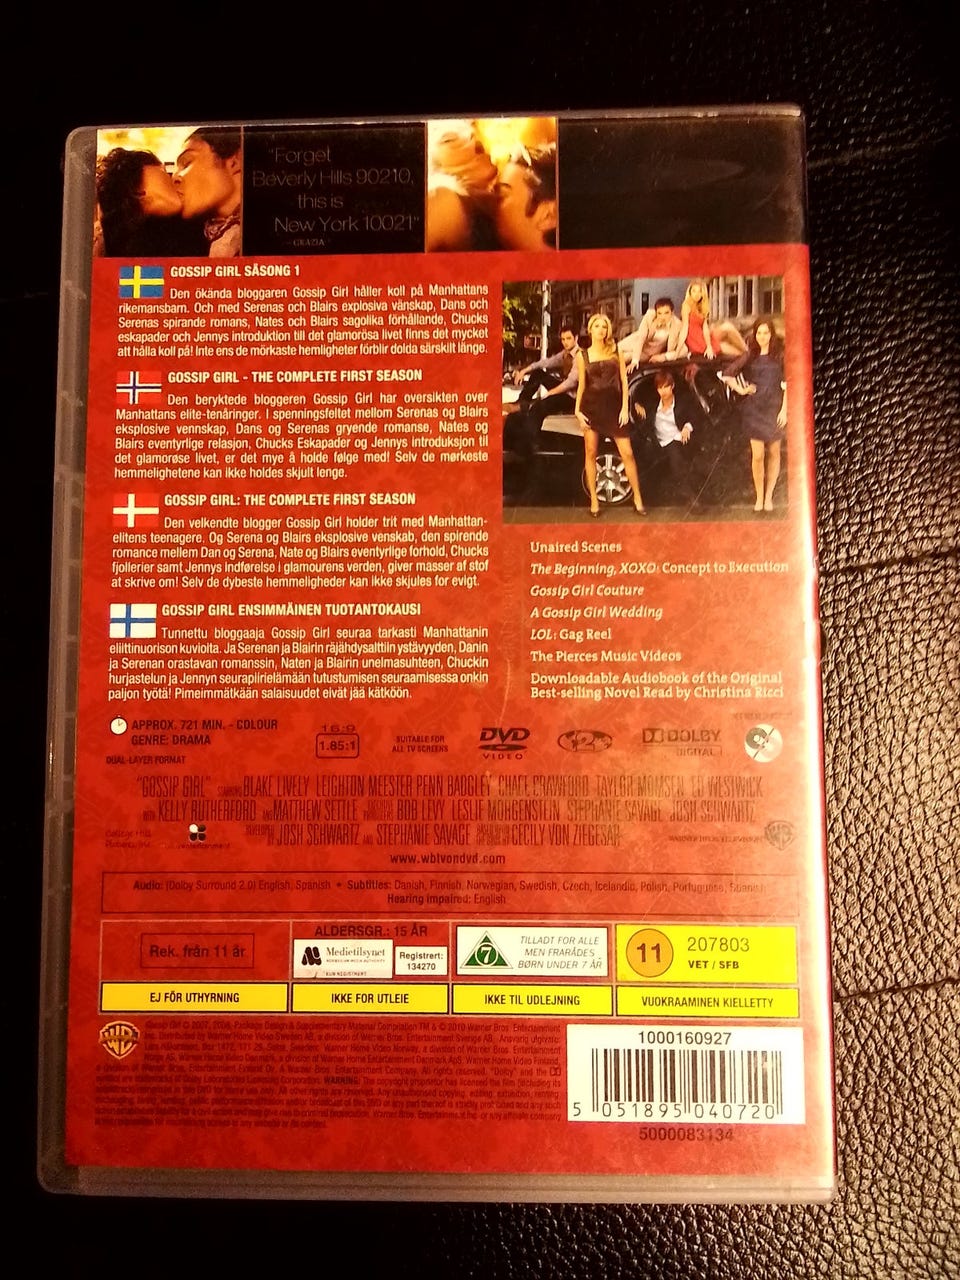 "Forget
Beverly Hills 90210,
this is
New York 10021"
GRAZIA
GOSSIP GIRL SÄSONG 1
Den ökända bloggaren Gossip Girl håller koll på Manhattans
rikemansbarn. Och med Serenas och Blairs explosiva vänskap, Dans och
Serenas spirande romans, Nates och Blairs sagolika förhållande, Chucks
eskapader och Jennys introduktion till det glamorösa livet finns det mycket
att hålla koll på! Inte ens de mörkaste hemligheter förblir dolda särskilt länge.
GOSSIP GIRL - THE COMPLETE FIRST SEASON
Den beryktede bloggeren Gossip Girl har oversikten over
Manhattans elite-tenåringer. I spenningsfeltet mellom Serenas og Blairs
eksplosive vennskap, Dans og Serenas gryende romanse, Nates og
Blairs eventyrlige relasjon, Chucks Eskapader og Jennys introduksjon til
det glamorøse livet, er det mye å holde følge med! Selv de mørkeste
hemmelighetene kan ikke holdes skjult lenge.
GOSSIP GIRL: THE COMPLETE FIRST SEASON
Den velkendte blogger Gossip Girl holder trit med Manhattan-
elitens teenagere. Og Serena og Blairs eksplosive venskab, den spirende
romance mellem Dan og Serena, Nate og Blairs eventyrlige forhold, Chucks
fjollerier samt Jennys indførelse i glamourens verden, giver masser af stof
at skrive om! Selv de dybeste hemmeligheder kan ikke skjules for evigt.
GOSSIP GIRL ENSIMMÄINEN TUOTANTOKAUSI
Tunnettu bloggaaja Gossip Girl seuraa tarkasti Manhattanin
eliittinuorison kuvioita. Ja Serenan ja Blairin räjähdysalttiin ystävyyden, Danin
ja Serenan orastavan romanssin, Naten ja Blairin unelmasuhteen, Chuckin
hurjastelun ja Jennyn seurapiirielämään tutustumisen seuraamisessa onkin
paljon työtä! Pimeimmätkään salaisuudet eivät jää kätköön.
Unaired Scenes
The Beginning, XOXO: Concept to Execution
Gossip Girl Couture
A Gossip Girl Wedding
LOL: Gag Reel
The Pierces Music Videos
Downloadable Audiobook of the Original
Best-selling Novel Read by Christina Ricci
APPROX. 721 MIN. - COLOUR
GENRE: DRAMA
DUAL-LAYER FORMAT
16:9
1.85:1
SUITABLE FOR
ALL TV SCREENS
DVD
VIDEO
2
DOLBY
DIGITAL
"GOSSIP GIRL" STARRING BLAKE LIVELY LEIGHTON MEESTER PENN BADGLEY CHACE CRAWFORD TAYLOR MOMSEN ED WESTWICK
WITH KELLY RUTHERFORD AND MATTHEW SETTLE EXECUTIVE PRODUCERS BOB LEVY LESLIE MORGENSTEIN STEPHANIE SAVAGE JOSH SCHWARTZ
DEVELOPED BY JOSH SCHWARTZ AND STEPHANIE SAVAGE CECILY VON ZIEGESAR
WARNER BROS. TELEVISION
www.wbtvondvd.com
Audio: (Dolby Surround 2.0) English, Spanish • Subtitles: Danish, Finnish, Norwegian, Swedish, Czech, Icelandic, Polish, Portuguese, Spanish
Hearing Impaired: English
Rek. från 11 år
ALDERSGR.: 15 ÅR
Medietilsynet
NORWEGIAN MEDIA AUTHORITY
KUN REGISTRERT
Registrert:
134270
7
TILLADT FOR ALLE
MEN FRARÅDES
BØRN UNDER 7 ÅR
11
207803
VET / SFB
EJ FÖR UTHYRNING
IKKE FOR UTLEIE
IKKE TIL UDLEJNING
VUOKRAAMINEN KIELLETTY
WB
1000160927
5 051895 040720
5000083134